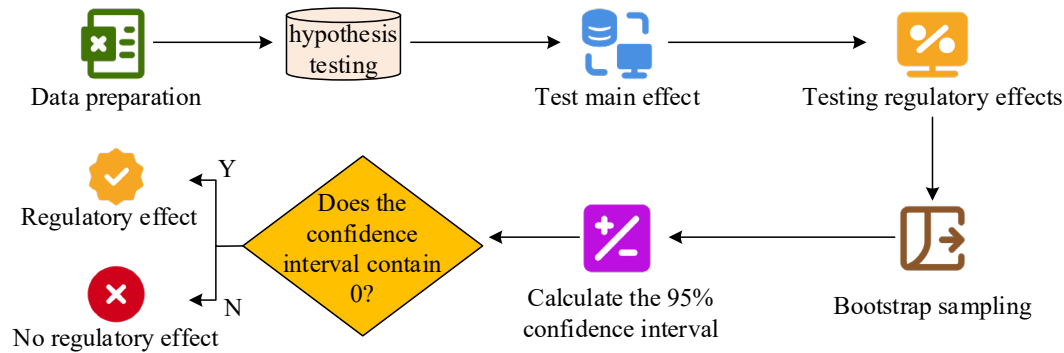 hypothesis
testing
Data preparation
Test main effect
Testing regulatory effects
Y
Regulatory effect
Does the
confidence
interval contain
0?
N
No regulatory effect
Calculate the 95%
confidence interval
Bootstrap sampling